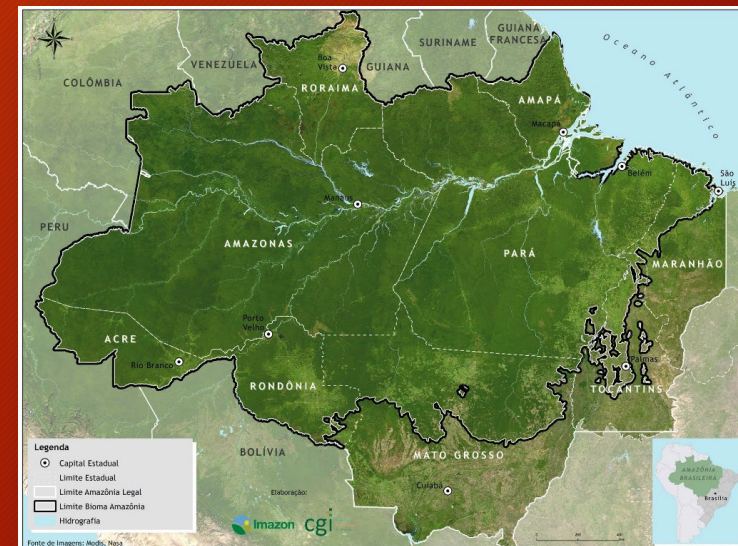 Oceano Atlântico
GUIANA
FRANCESA
SURINAME
VENEZUELA
GUIANA
COLÔMBIA
Boa
Vista
RORAIMA
AMAPÁ
Macapá
Belém
São
Luís
Manaus
PERU
AMAZONAS
PARÁ
MARANHÃO
Porto
Velho
ACRE
Rio Branco
Palmas
TOCANTINS
RONDÔNIA
BOLÍVIA
MATO GROSSO
Cuiabá
Legenda
Capital Estadual
Limite Estadual
Limite Amazônia Legal
Limite Bioma Amazônia
Hidrografia
Elaboração:
Imazon
cgi
AMAZÔNIA
BRASILEIRA
Brasília
Fonte de Imagens: Modis, Nasa